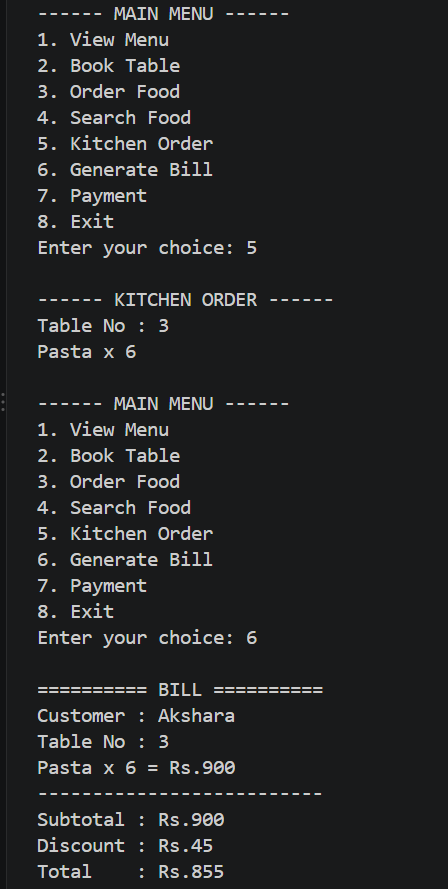 ------ MAIN MENU ------
1. View Menu
2. Book Table
3. Order Food
4. Search Food
5. Kitchen Order
6. Generate Bill
7. Payment
8. Exit
Enter your choice: 5
------ KITCHEN ORDER ------
Table No : 3
Pasta x 6
------ MAIN MENU ------
1. View Menu
2. Book Table
3. Order Food
4. Search Food
5. Kitchen Order
6. Generate Bill
7. Payment
8. Exit
Enter your choice: 6
========== BILL ==========
Customer : Akshara
Table No : 3
Pasta x 6 = Rs.900
--------------------------
Subtotal : Rs.900
Discount : Rs.45
Total    : Rs.855